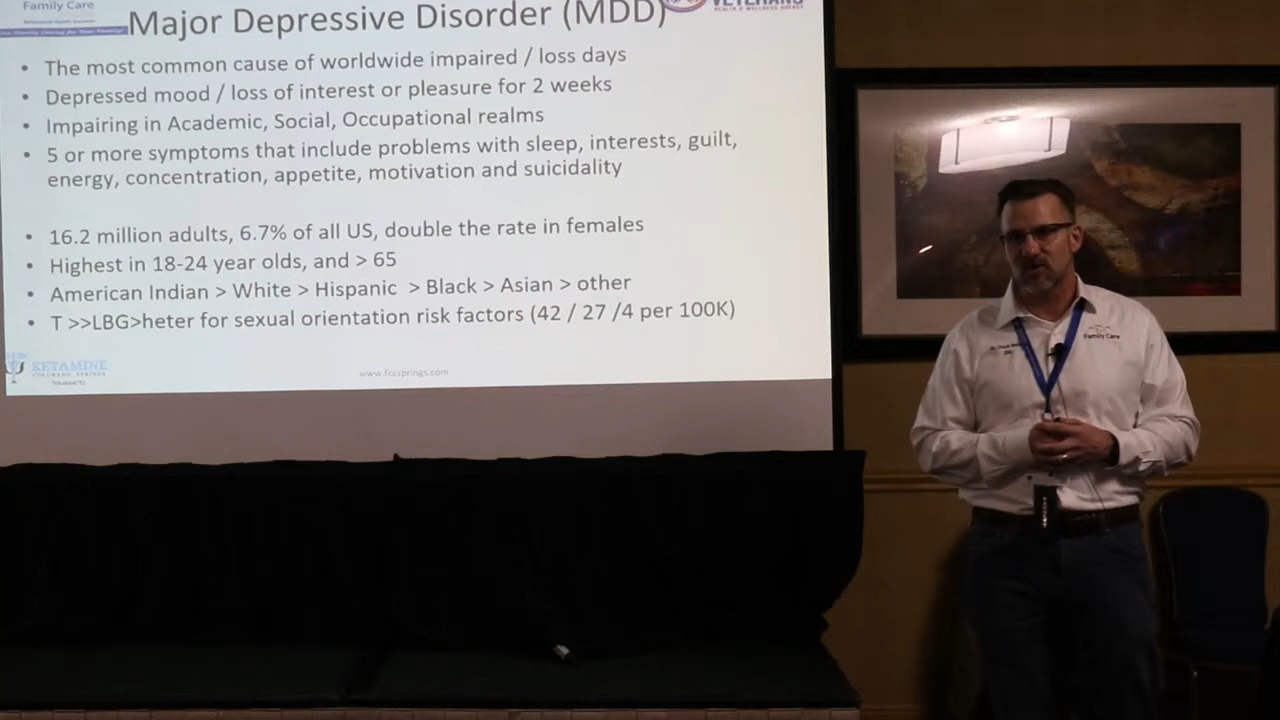 Family Care
Major Depressive Disorder (MDD)
VETERANS
HEALTH & WELLNESS AGENCY
• The most common cause of worldwide impaired / loss days
• Depressed mood / loss of interest or pleasure for 2 weeks
• Impairing in Academic, Social, Occupational realms
• 5 or more symptoms that include problems with sleep, interests, guilt,
energy, concentration, appetite, motivation and suicidality
• 16.2 million adults, 6.7% of all US, double the rate in females
• Highest in 18-24 year olds, and > 65
• American Indian > White > Hispanic > Black > Asian > other
• T >>LBG>heter for sexual orientation risk factors (42 / 27 /4 per 100K)
KETAMINE
COLORADO SPRINGS
www.fccsprings.com
Family Care